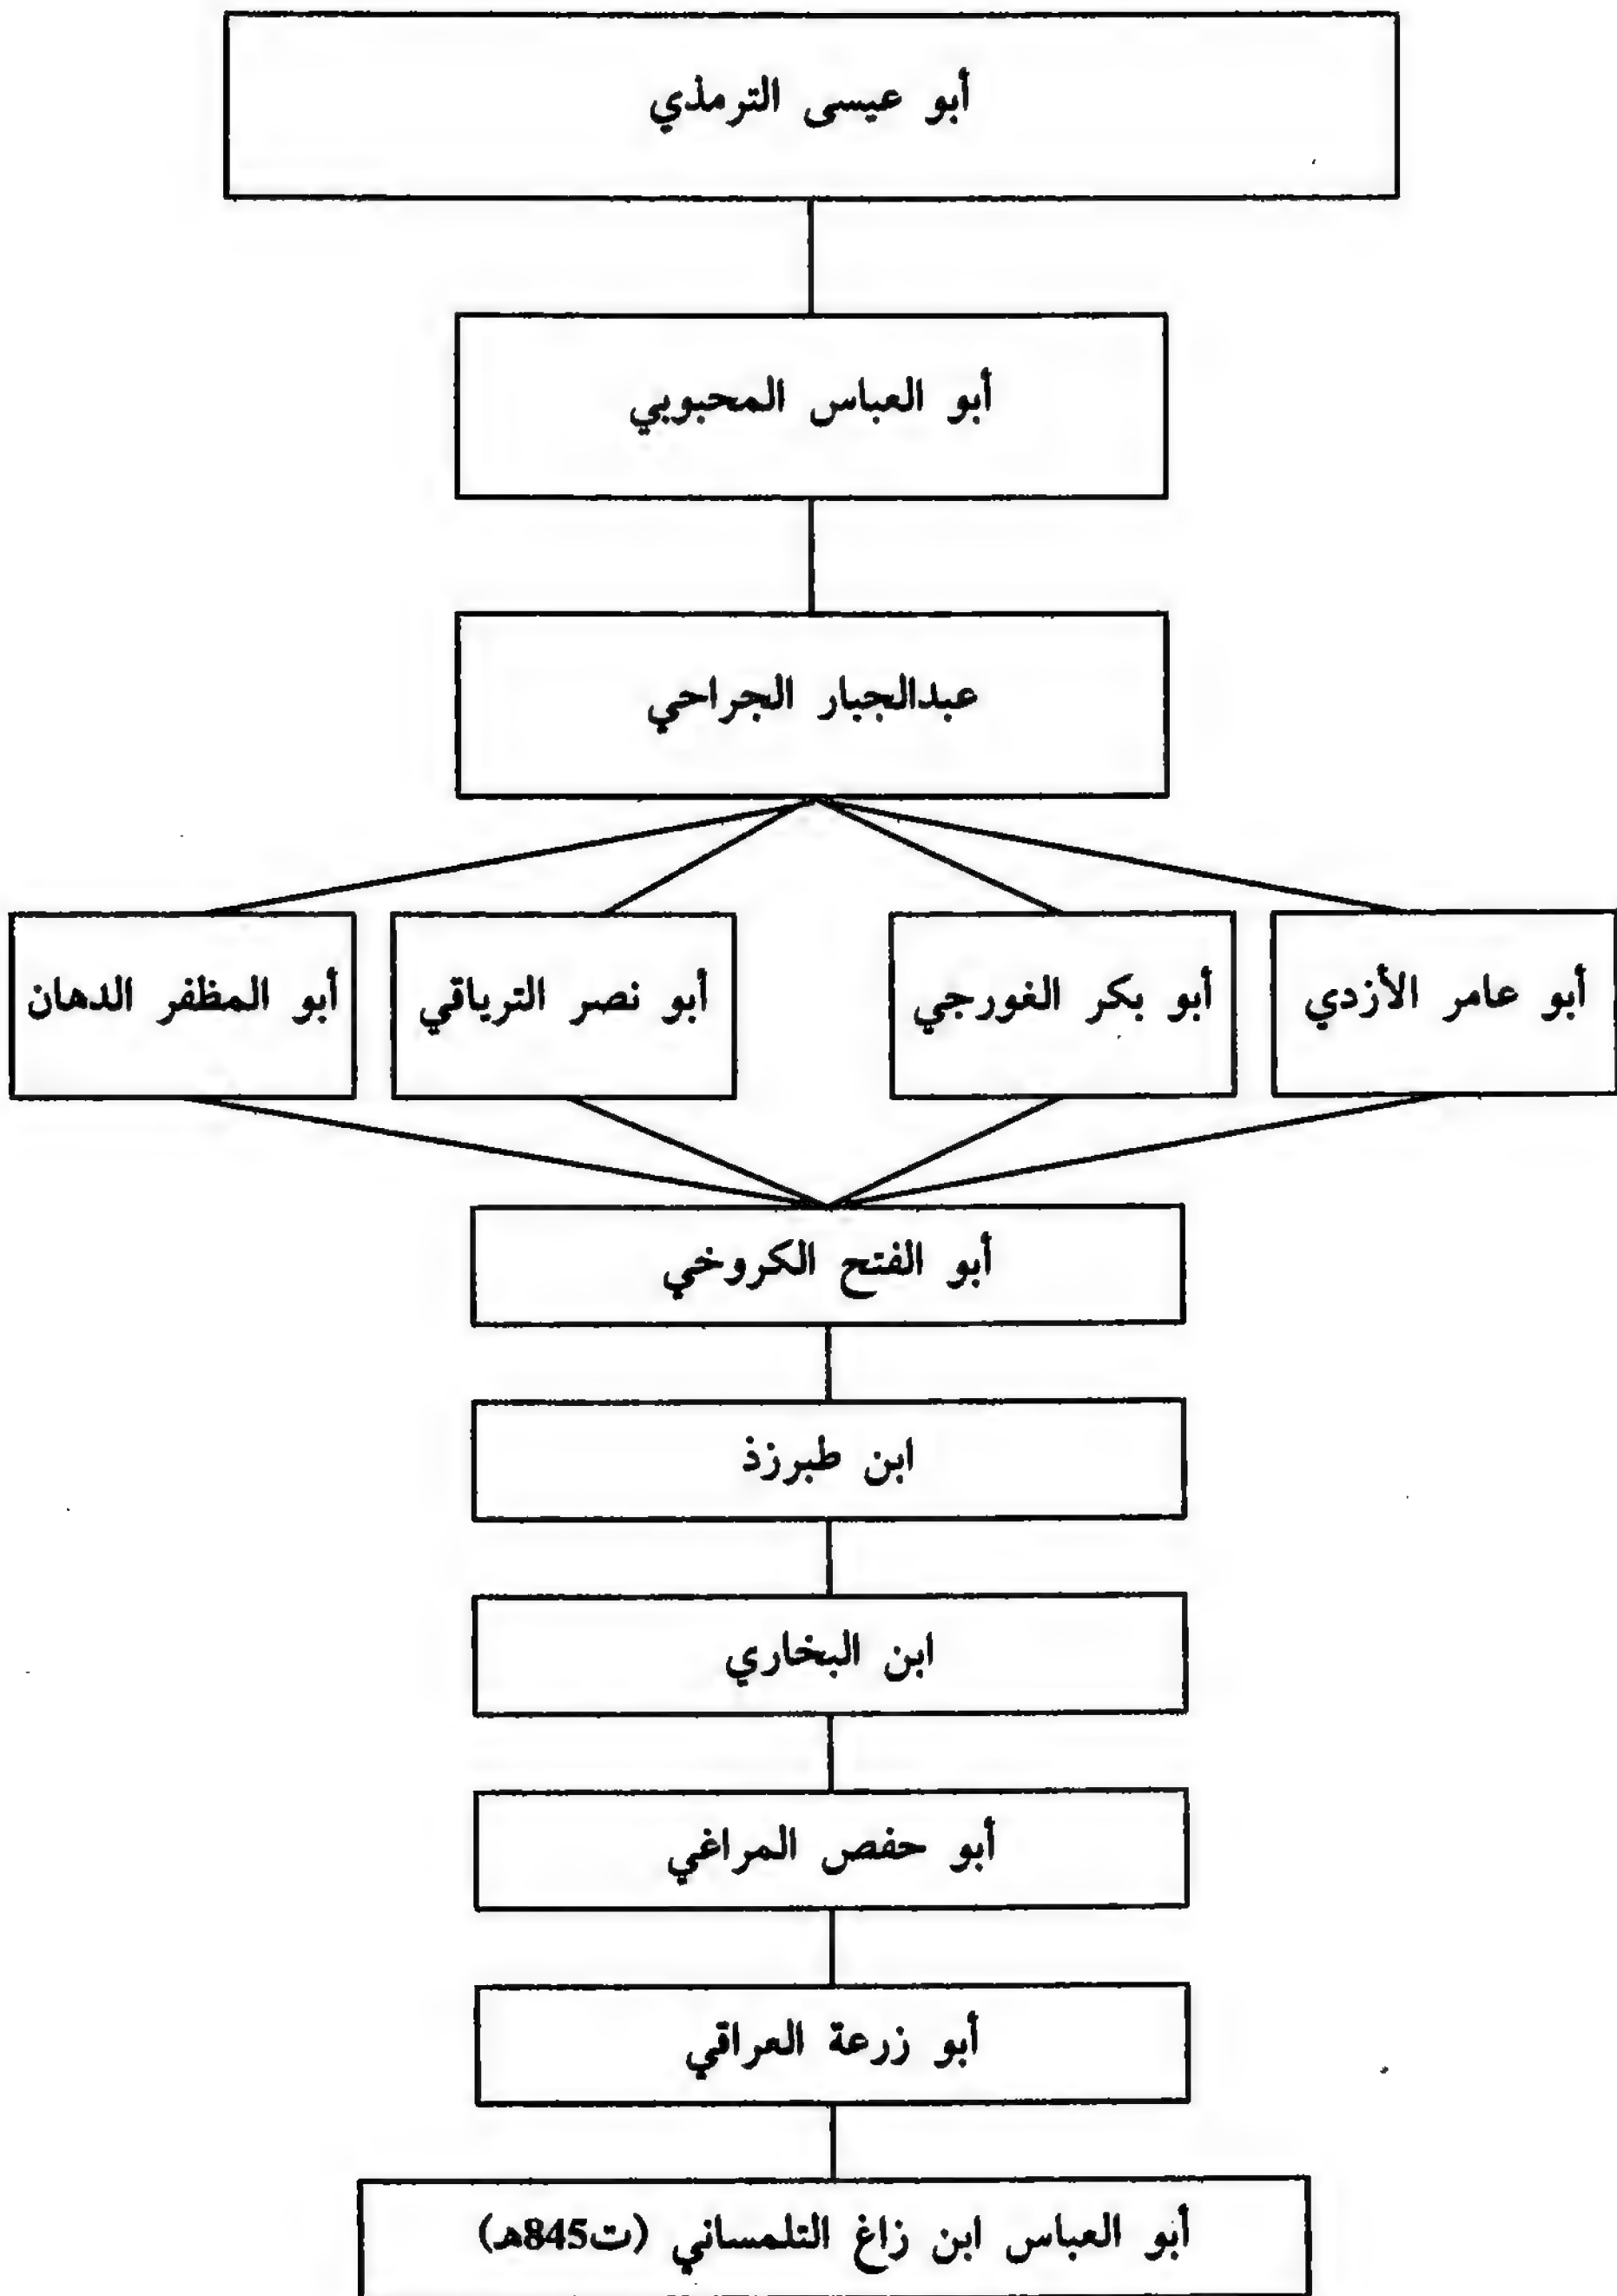 أبو عيسى الترمذي
أبو العباس المحبوبي
عبدالجبار الجراحي
أبو عامر الأزدي
أبو بكر الغورجي
أبو نصر الترياقي
أبو المظفر الدهان
أبو الفتح الكروخي
ابن طبرزذ
ابن البخاري
أبو حفص المراغي
أبو زرعة العراقي
أبو العباس ابن زاغ التلمساني (ت845هـ)